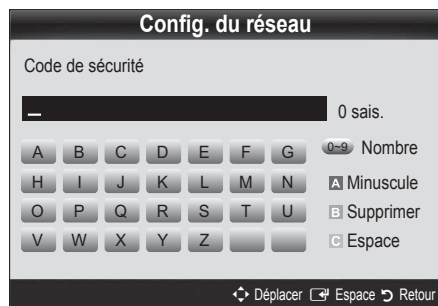 Config. du réseau
Code de sécurité
0 sais.
A B C D E F G 0~9 Nombre
H I J K L M N A Minuscule
O P Q R S T U B Supprimer
V W X Y Z C Espace
Déplacer Espace Retour